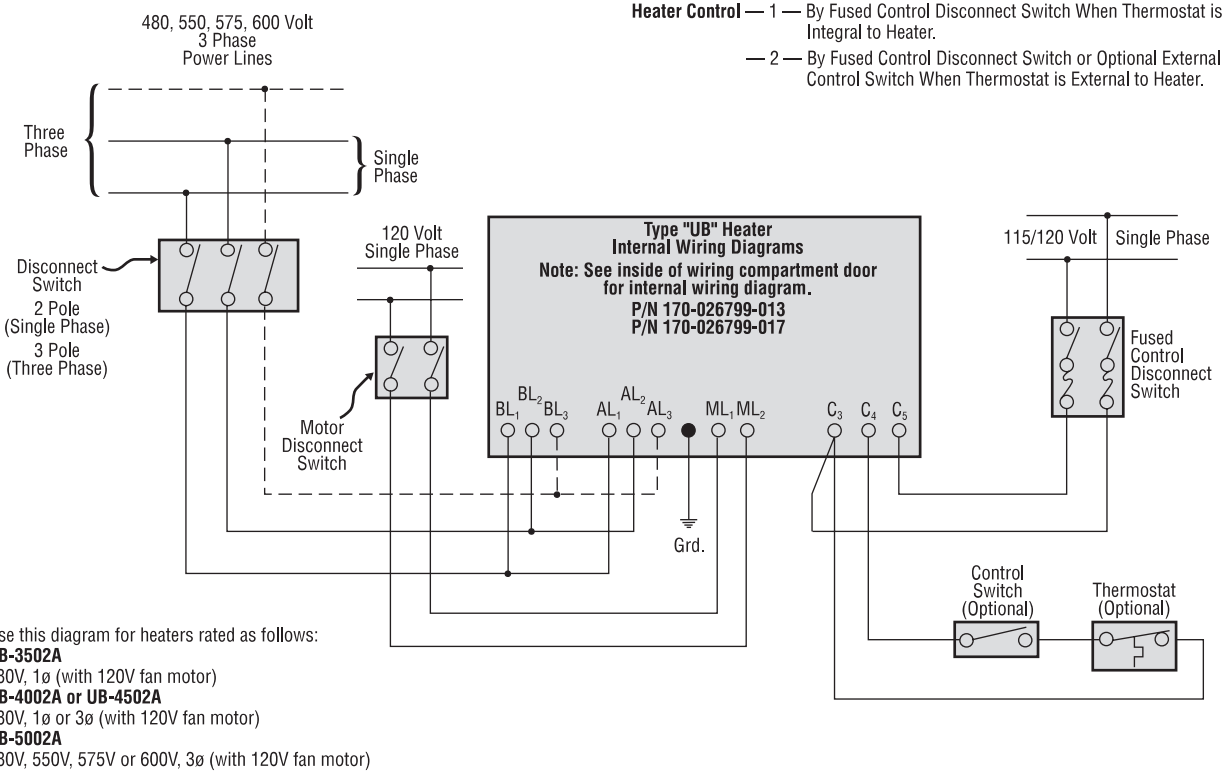 480, 550, 575, 600 Volt
3 Phase
Power Lines
Heater Control — 1 — By Fused Control Disconnect Switch When Thermostat is
Integral to Heater.
— 2 — By Fused Control Disconnect Switch or Optional External
Control Switch When Thermostat is External to Heater.
Three
Phase
Single
Phase
Disconnect
Switch
2 Pole
(Single Phase)
3 Pole
(Three Phase)
120 Volt
Single Phase
Motor
Disconnect
Switch
Type "UB" Heater
Internal Wiring Diagrams
Note: See inside of wiring compartment door
for internal wiring diagram.
P/N 170-026799-013
P/N 170-026799-017
BL₁ BL₂ BL₃ AL₁ AL₂ AL₃ ML₁ ML₂ C₃ C₄ C₅
Grd.
115/120 Volt Single Phase
Fused
Control
Disconnect
Switch
Control
Switch
(Optional)
Thermostat
(Optional)
se this diagram for heaters rated as follows:
B-3502A
80V, 1ø (with 120V fan motor)
B-4002A or UB-4502A
80V, 1ø or 3ø (with 120V fan motor)
B-5002A
80V, 550V, 575V or 600V, 3ø (with 120V fan motor)